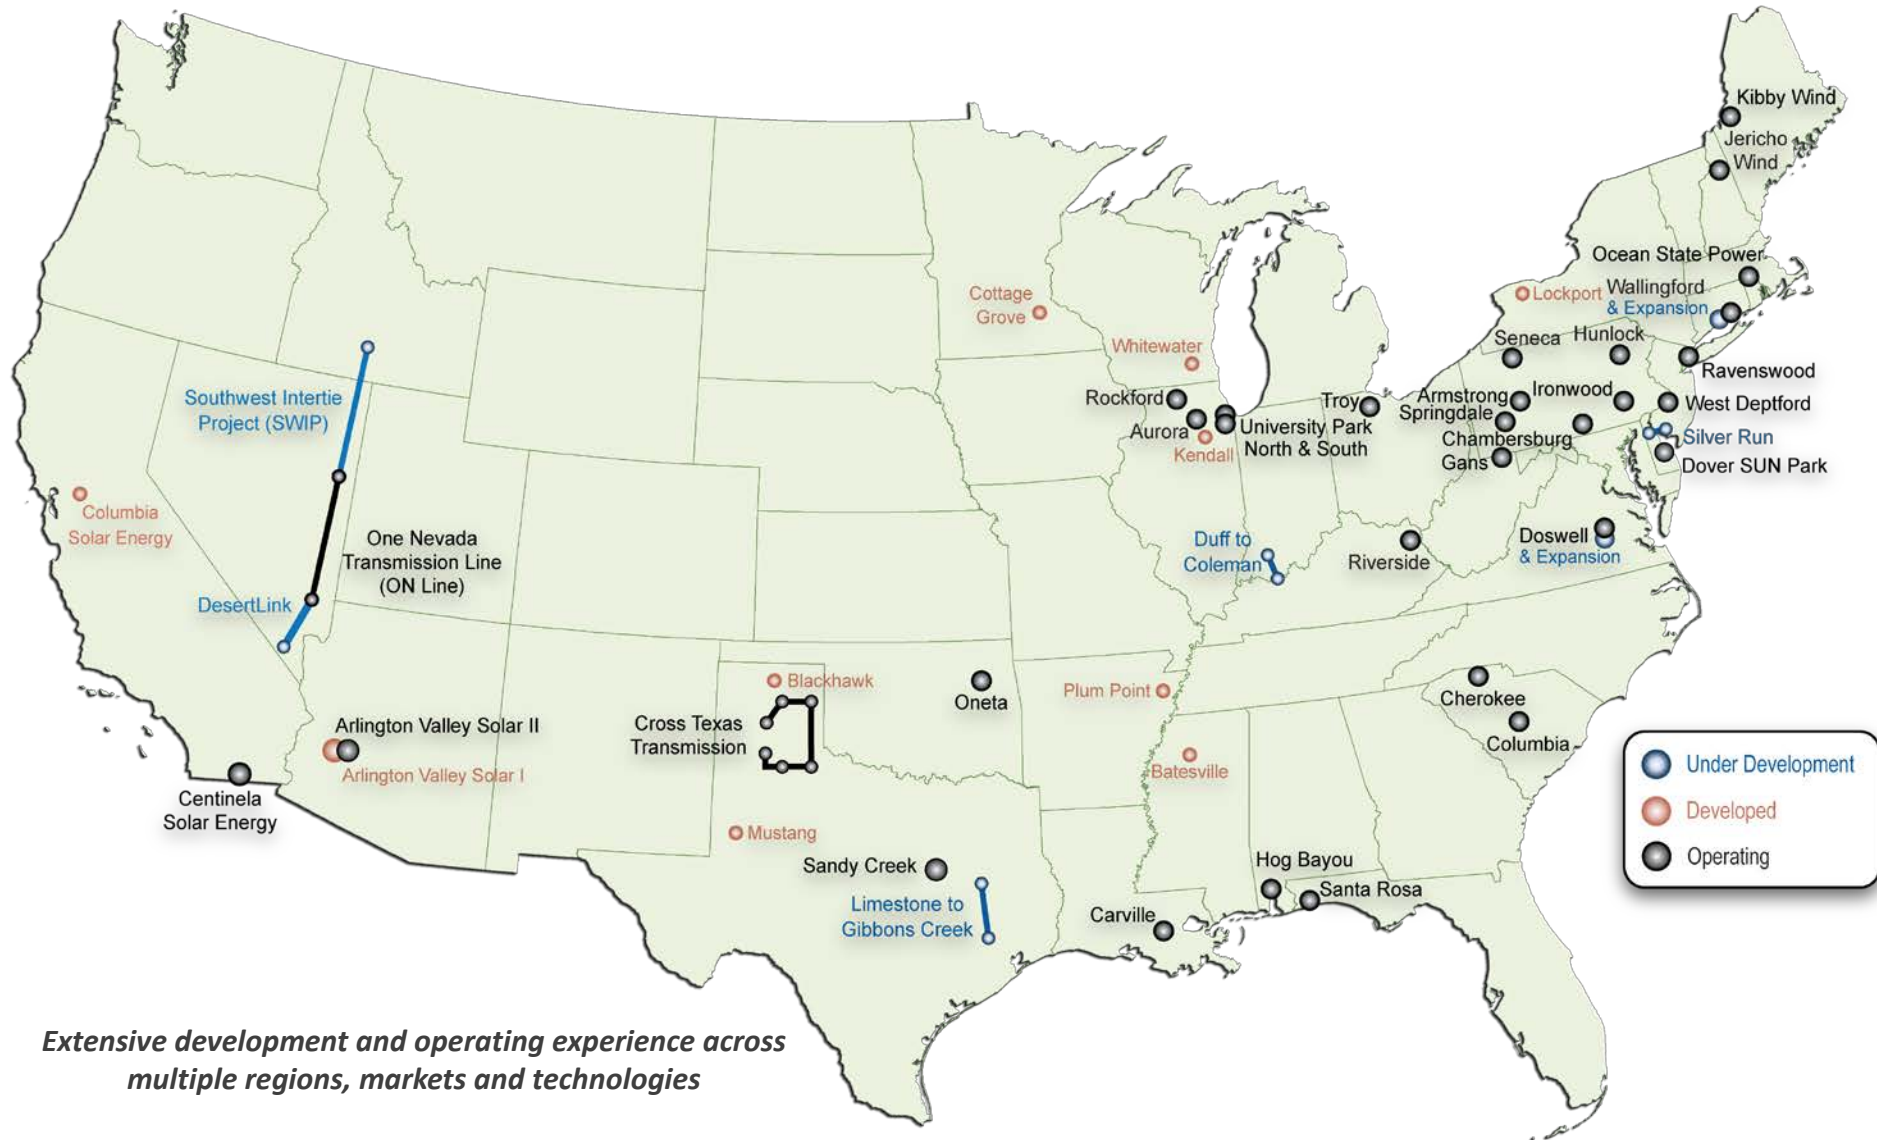 Kibby Wind
Jericho
Wind
Ocean State Power
Wallingford
& Expansion
Lockport
Seneca
Hunlock
Ravenswood
Cottage
Grove
Whitewater
Rockford
Aurora
Kendall
University Park
North & South
Troy
Armstrong
Springdale
Ironwood
West Deptford
Chambersburg
Gans
Silver Run
Dover SUN Park
Southwest Intertie
Project (SWIP)
Columbia
Solar Energy
One Nevada
Transmission Line
(ON Line)
DesertLink
Duff to
Coleman
Riverside
Doswell
& Expansion
Blackhawk
Oneta
Plum Point
Cherokee
Columbia
Cross Texas
Transmission
Arlington Valley Solar II
Arlington Valley Solar I
Centinela
Solar Energy
Batesville
Mustang
Sandy Creek
Limestone to
Gibbons Creek
Carville
Hog Bayou
Santa Rosa
Under Development
Developed
Operating
Extensive development and operating experience across
multiple regions, markets and technologies